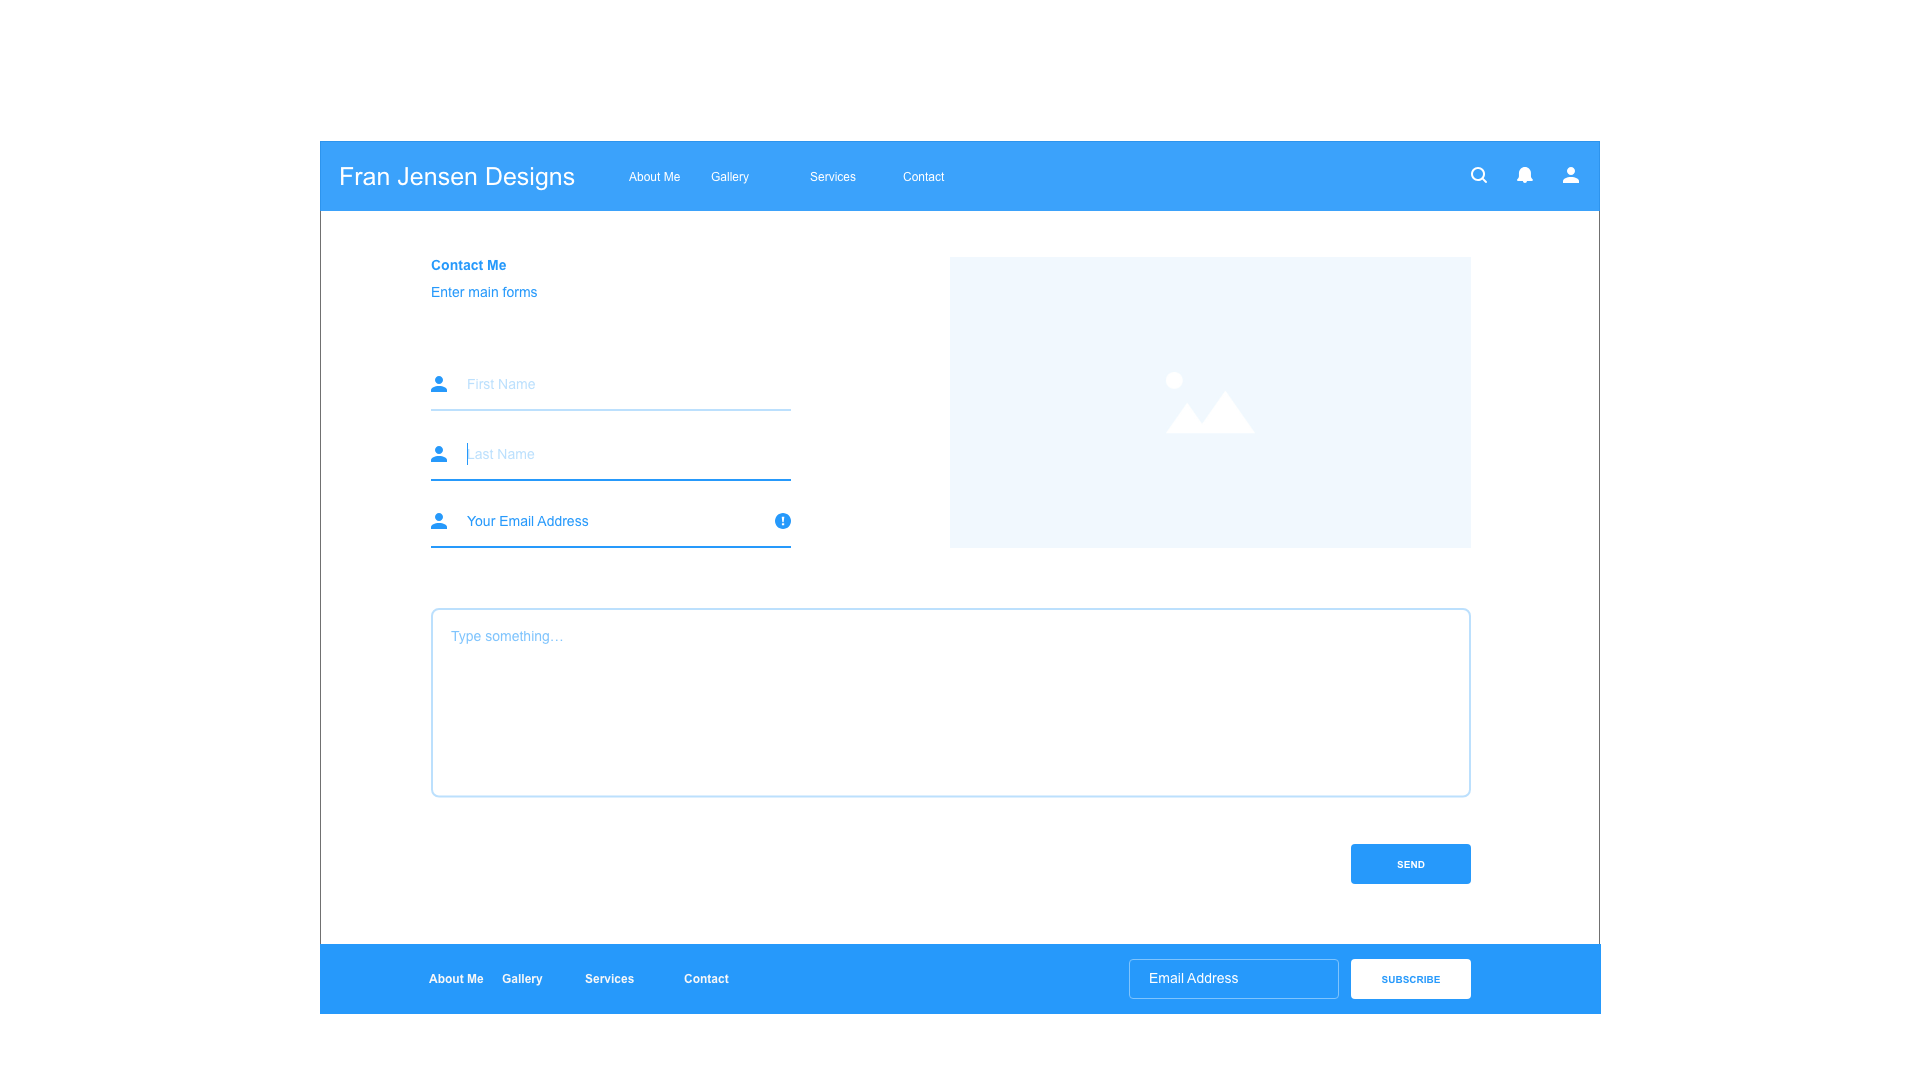 Fran Jensen Designs
About Me
Gallery
Services
Contact
Contact Me
Enter main forms
First Name
Last Name
Your Email Address
Type something…
SEND
About Me
Gallery
Services
Contact
Email Address
SUBSCRIBE